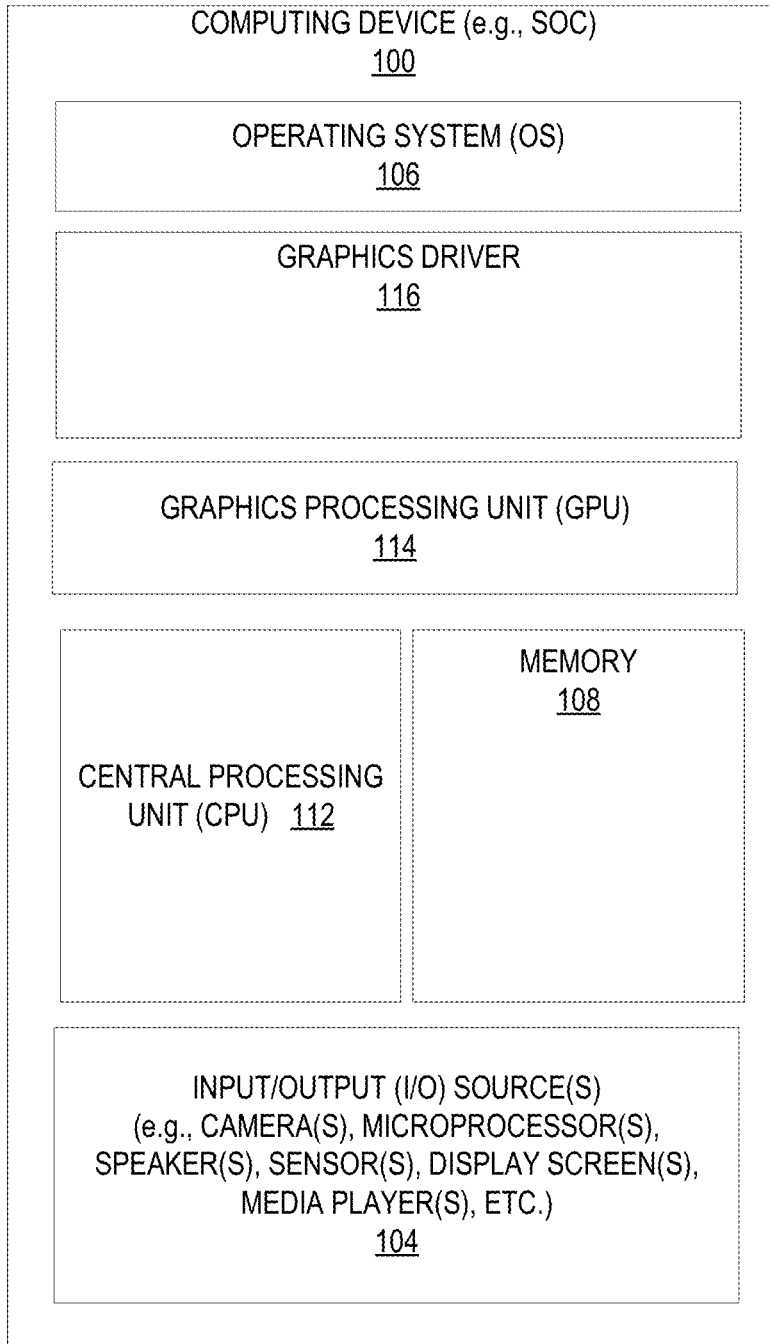 COMPUTING DEVICE (e.g., SOC)
100
OPERATING SYSTEM (OS)
106
GRAPHICS DRIVER
116
GRAPHICS PROCESSING UNIT (GPU)
114
CENTRAL PROCESSING
UNIT (CPU) 112
MEMORY
108
INPUT/OUTPUT (I/O) SOURCE(S)
(e.g., CAMERA(S), MICROPROCESSOR(S),
SPEAKER(S), SENSOR(S), DISPLAY SCREEN(S),
MEDIA PLAYER(S), ETC.)
104